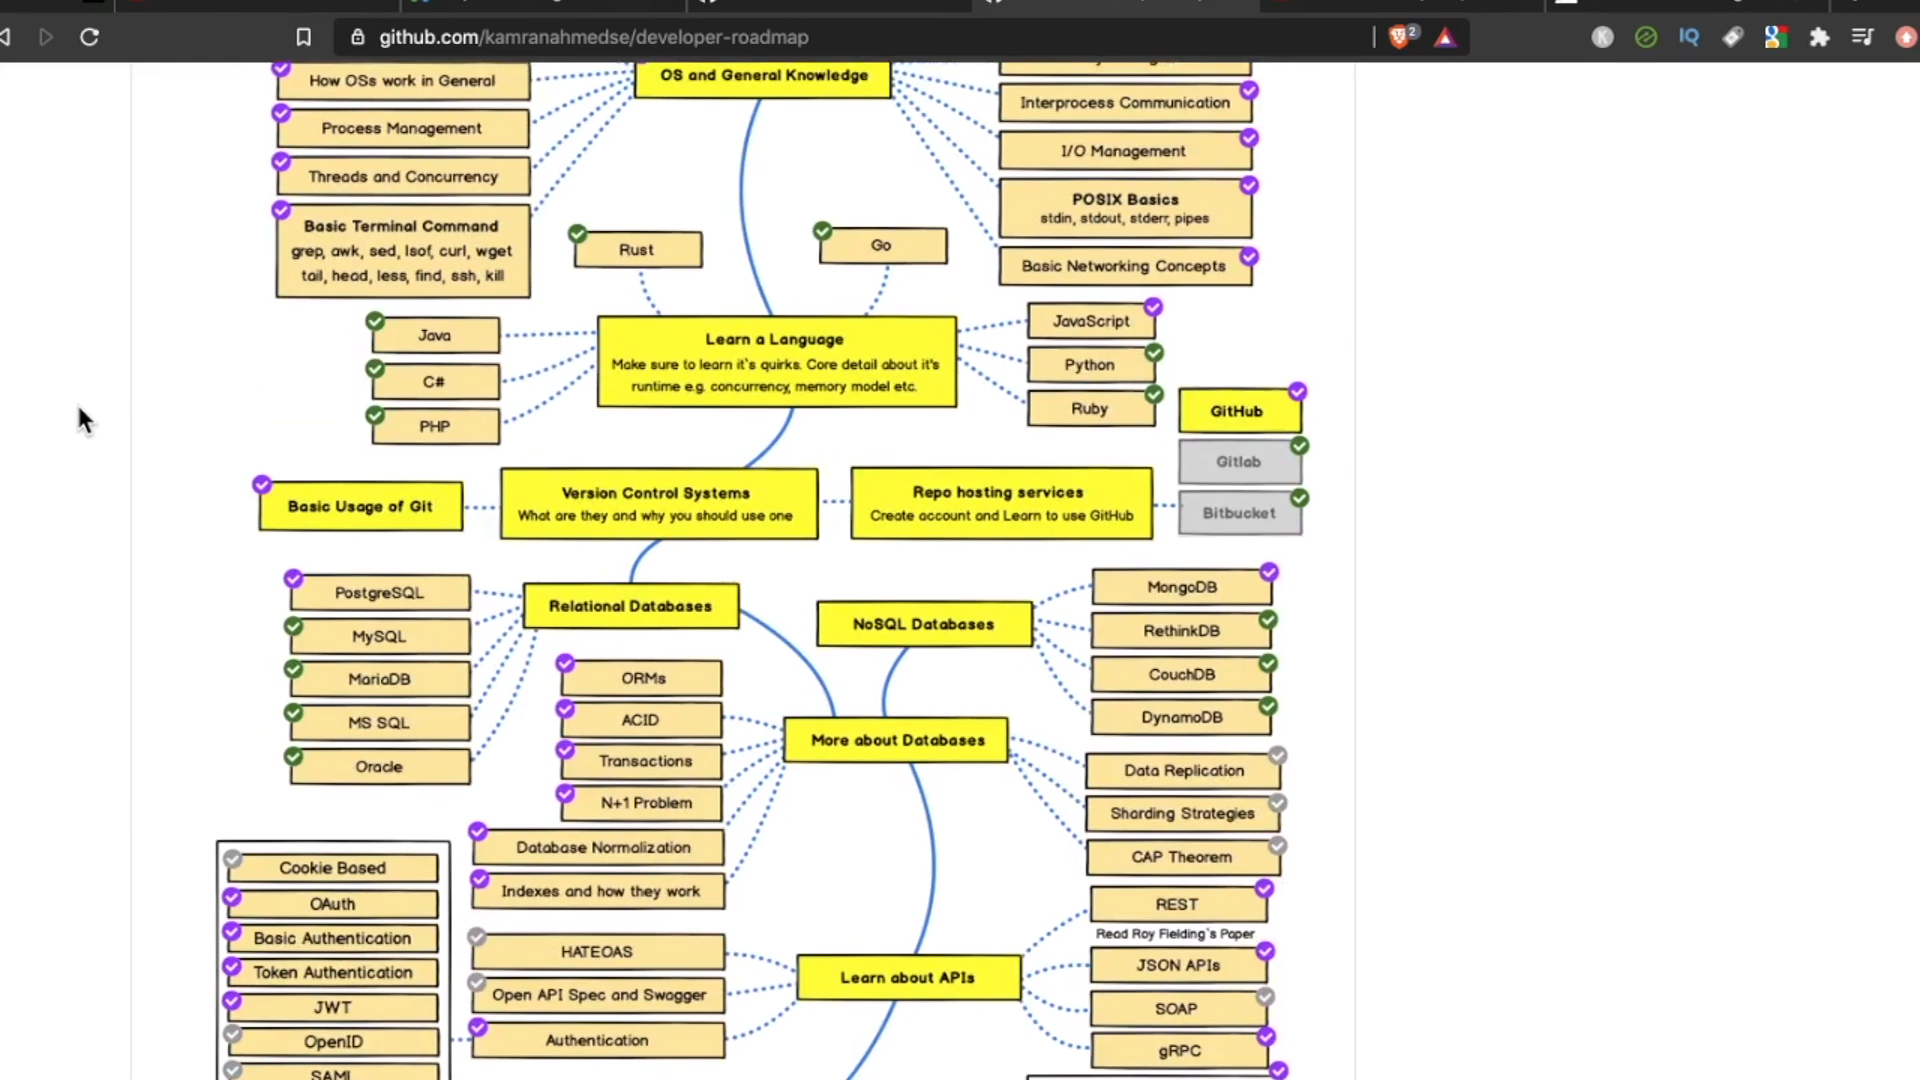 github.com/kamranahmedse/developer-roadmap
2
K
IQ
How OSs work in General
OS and General Knowledge
Interprocess Communication
Process Management
I/O Management
Threads and Concurrency
POSIX Basics
stdin, stdout, stderr, pipes
Basic Terminal Command
grep, awk, sed, lsof, curl, wget
tail, head, less, find, ssh, kill
Rust
Go
Basic Networking Concepts
Java
C#
PHP
Learn a Language
Make sure to learn it`s quirks. Core detail about it's
runtime e.g. concurrency, memory model etc.
JavaScript
Python
Ruby
GitHub
Gitlab
Bitbucket
Basic Usage of Git
Version Control Systems
What are they and why you should use one
Repo hosting services
Create account and Learn to use GitHub
PostgreSQL
MySQL
MariaDB
MS SQL
Oracle
Relational Databases
NoSQL Databases
MongoDB
RethinkDB
CouchDB
DynamoDB
ORMs
ACID
Transactions
N+1 Problem
Database Normalization
Indexes and how they work
More about Databases
Data Replication
Sharding Strategies
CAP Theorem
Cookie Based
OAuth
Basic Authentication
Token Authentication
JWT
OpenID
SAML
HATEOAS
Open API Spec and Swagger
Authentication
Learn about APIs
REST
Read Roy Fielding`s Paper
JSON APIs
SOAP
gRPC